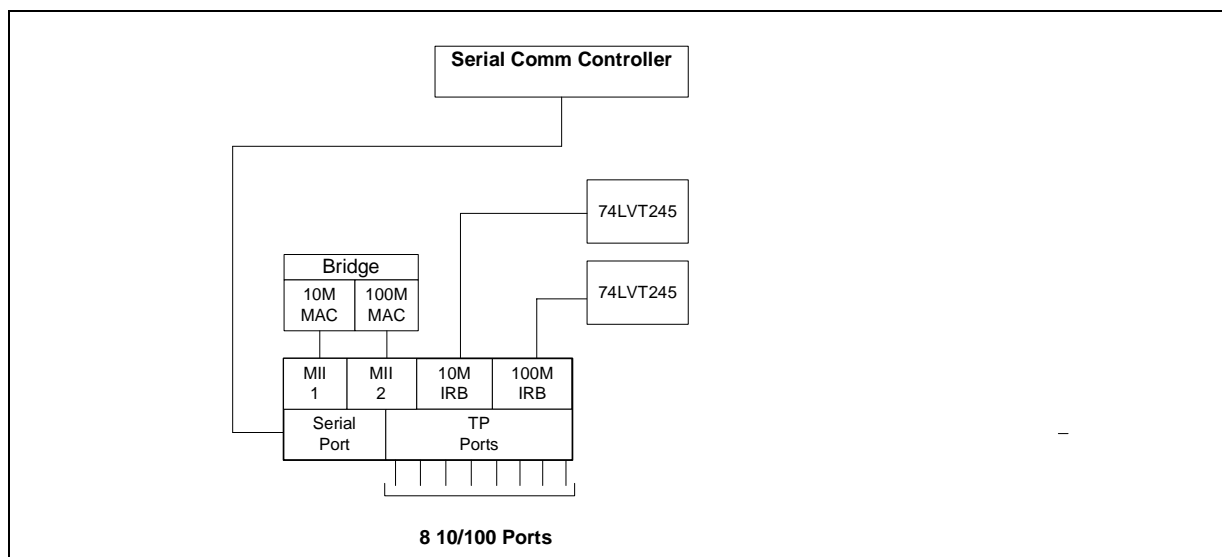 Serial Comm Controller
74LVT245
74LVT245
Bridge
10M
MAC
100M
MAC
MII
1
MII
2
10M
IRB
100M
IRB
Serial
Port
TP
Ports
8 10/100 Ports